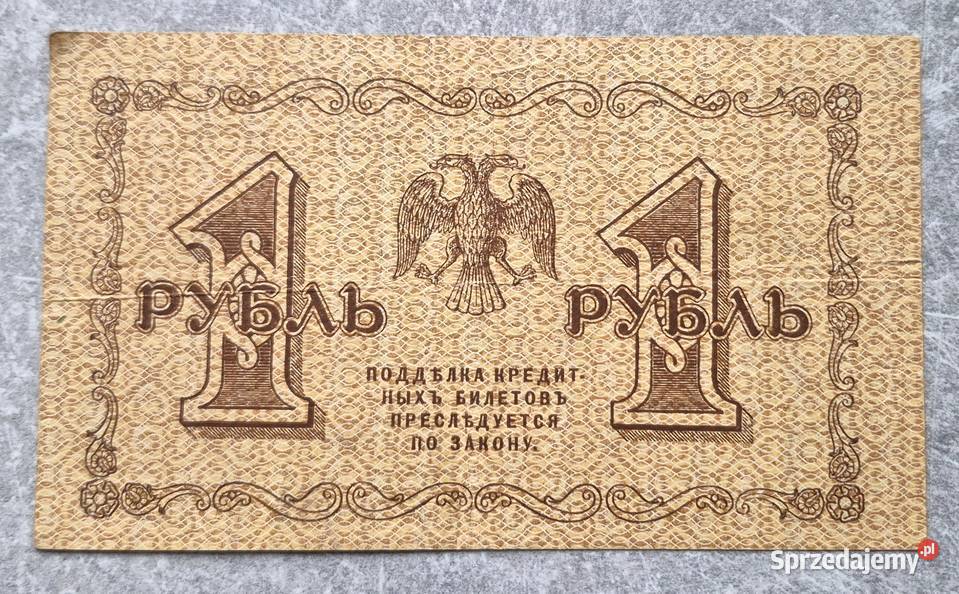 1 1
РУБЛЬ РУБЛЬ
ПОДДѢЛКА КРЕДИТ-
НЫХЪ БИЛЕТОВЪ
ПРЕСЛѢДУЕТСЯ
ПО ЗАКОНУ.
Sprzedajemy.pl